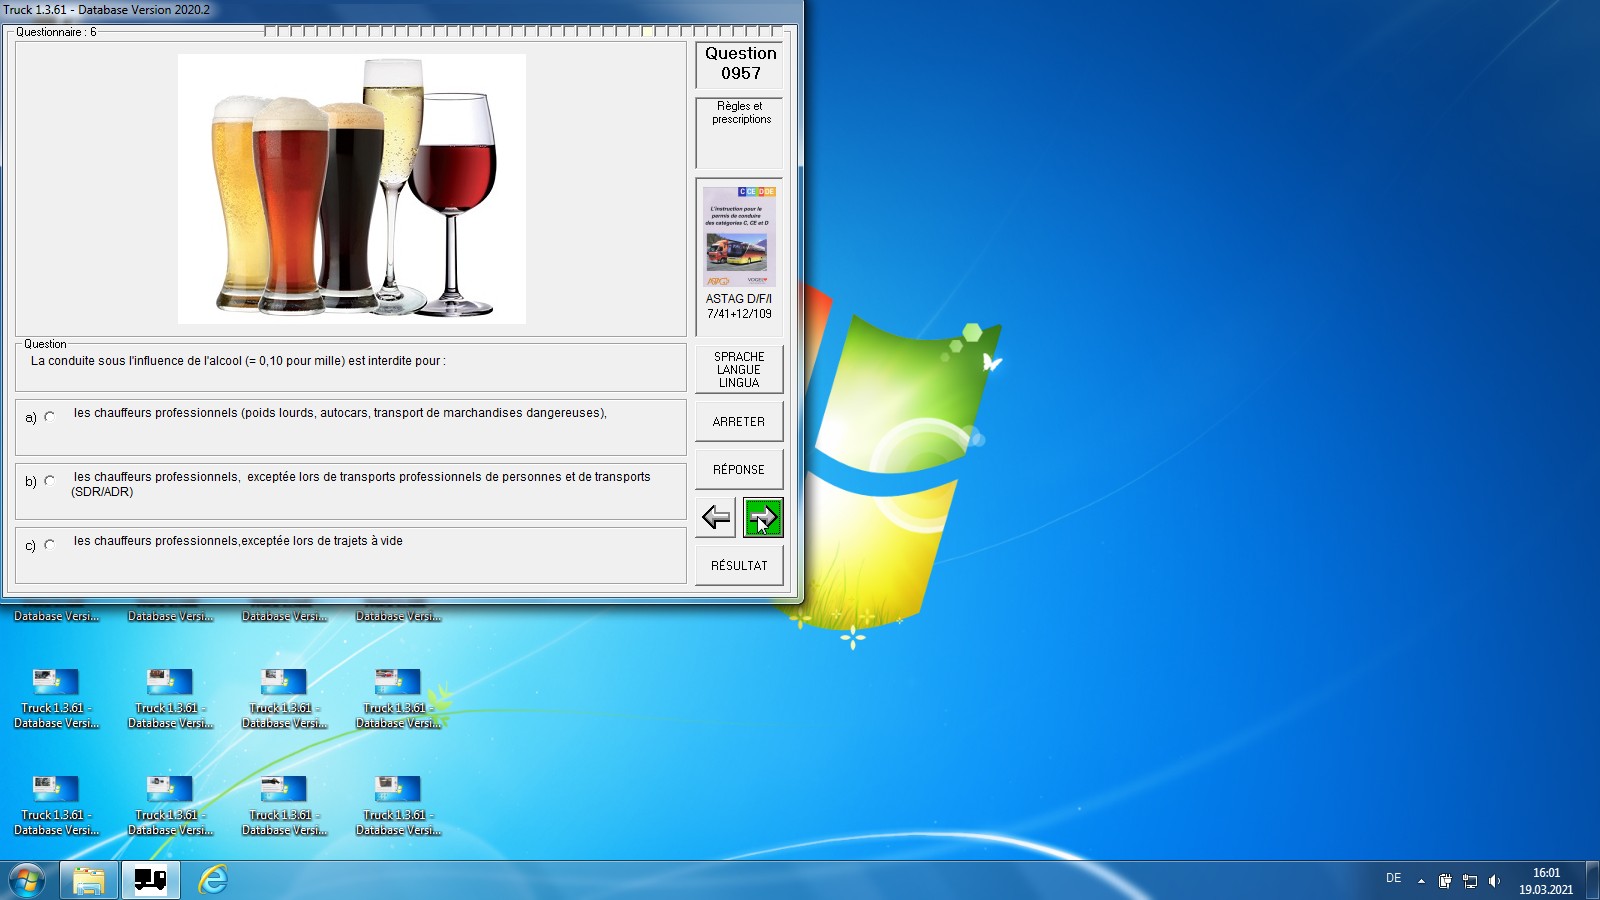 Truck 1.3.61 - Database Version 2020.2
Questionnaire : 6
Question
0957
Règles et
prescriptions
C CE D DE
L'instruction pour le
permis de conduire
des catégories C, CE et D
ASTAG D/F/I
7/41+12/109
Question
La conduite sous l'influence de l'alcool (= 0,10 pour mille) est interdite pour :
a) les chauffeurs professionnels (poids lourds, autocars, transport de marchandises dangereuses),
b) les chauffeurs professionnels, exceptée lors de transports professionnels de personnes et de transports
(SDR/ADR)
c) les chauffeurs professionnels,exceptée lors de trajets à vide
SPRACHE
LANGUE
LINGUA
ARRETER
RÉPONSE
RÉSULTAT
Database Versi... Database Versi... Database Versi... Database Versi...
Truck 1.3.61 - Truck 1.3.61 - Truck 1.3.61 - Truck 1.3.61 -
Database Versi... Database Versi... Database Versi... Database Versi...
Truck 1.3.61 - Truck 1.3.61 - Truck 1.3.61 - Truck 1.3.61 -
Database Versi... Database Versi... Database Versi... Database Versi...
DE
16:01
19.03.2021